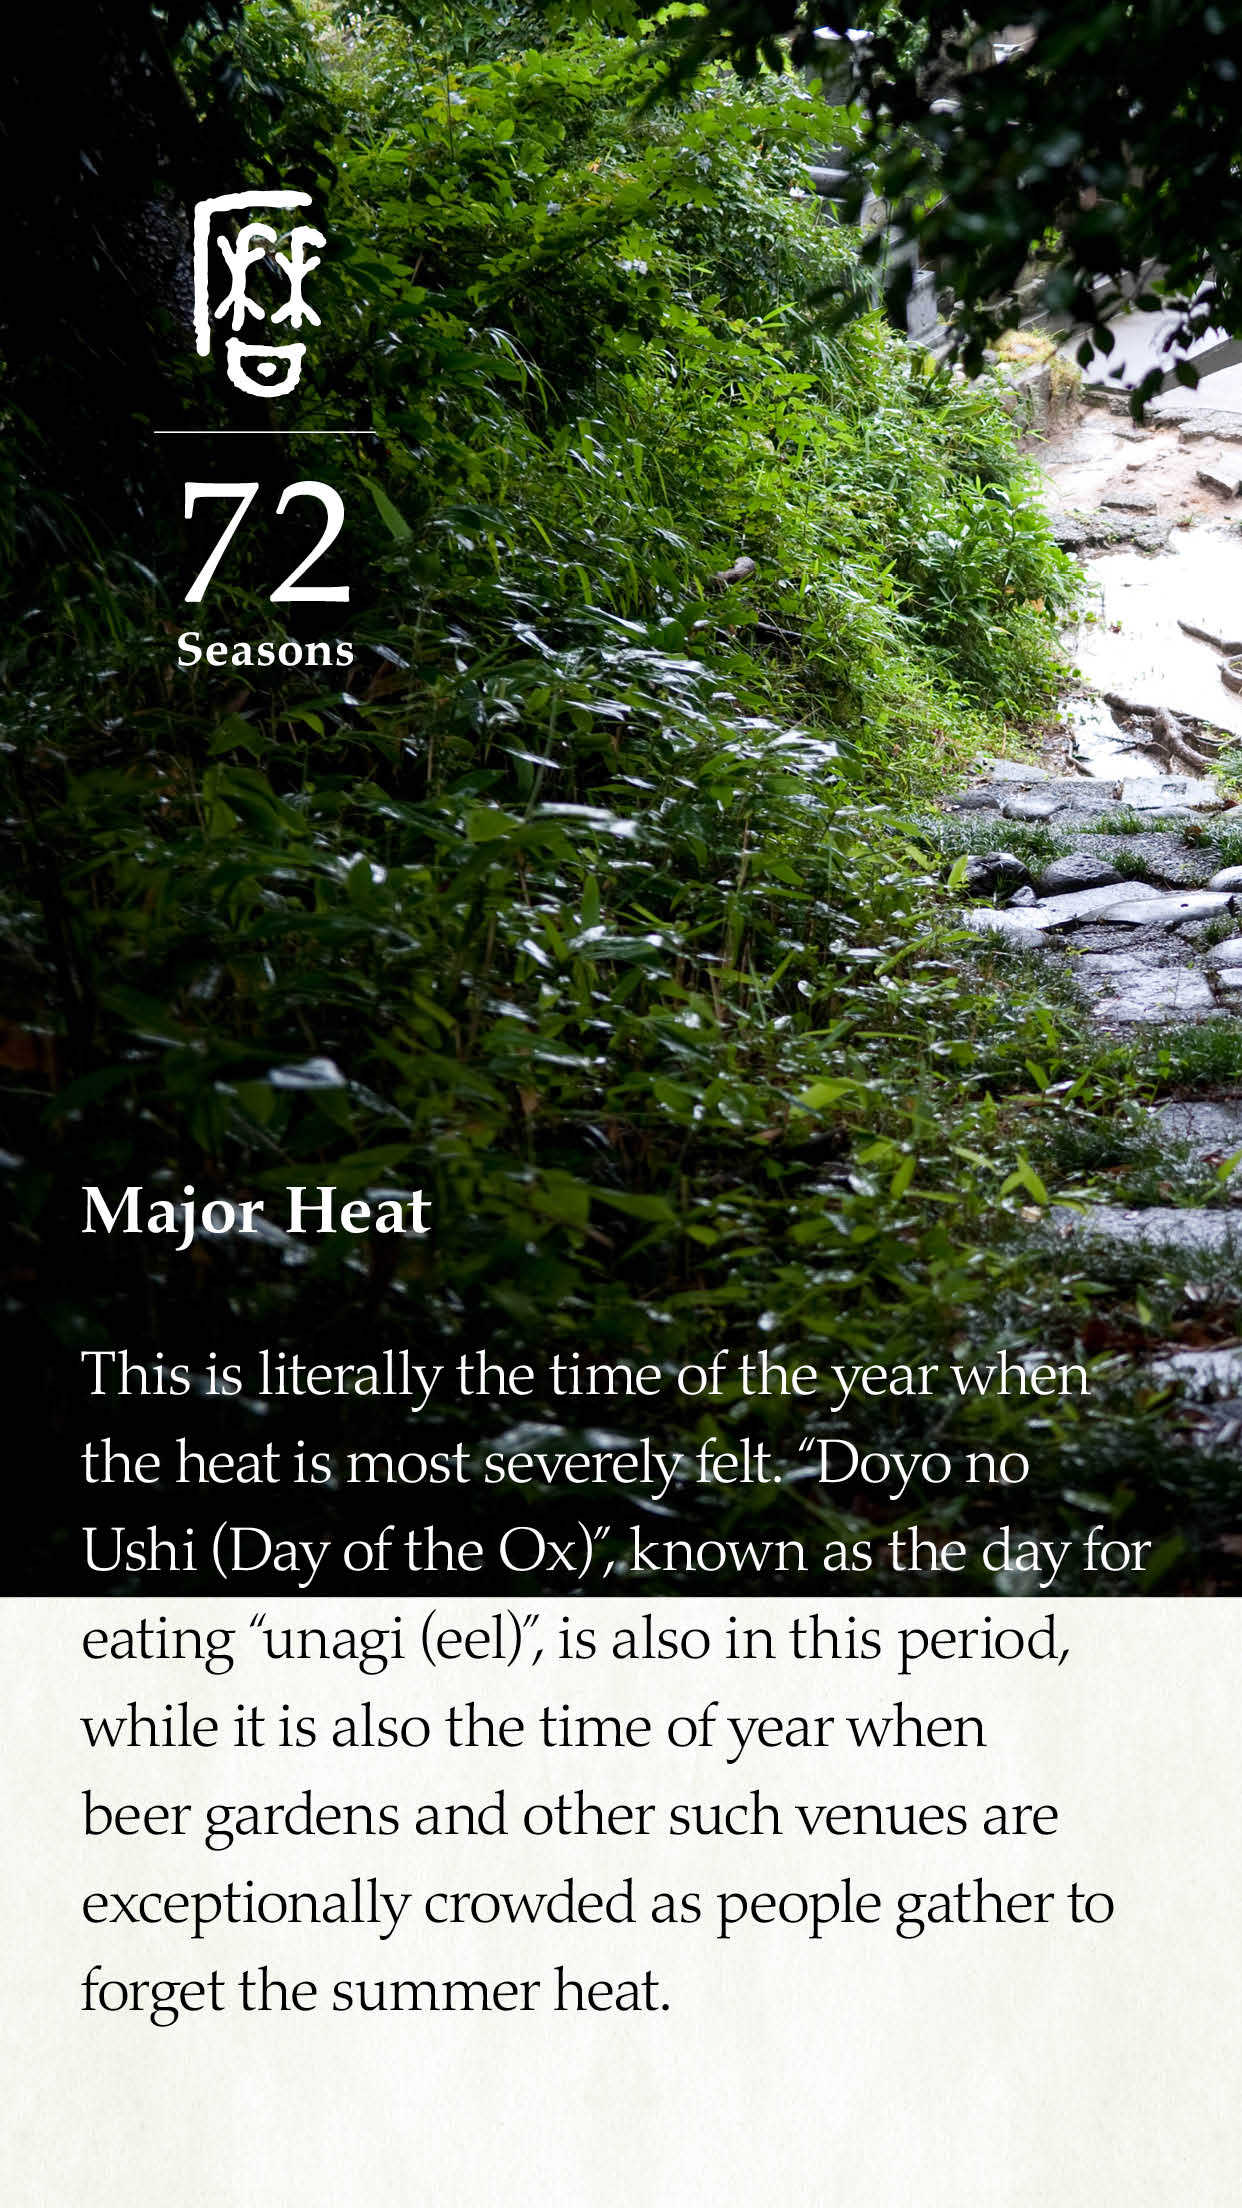 暦
72
Seasons
Major Heat
This is literally the time of the year when
the heat is most severely felt. “Doyo no
Ushi (Day of the Ox)”, known as the day for
eating “unagi (eel)”, is also in this period,
while it is also the time of year when
beer gardens and other such venues are
exceptionally crowded as people gather to
forget the summer heat.